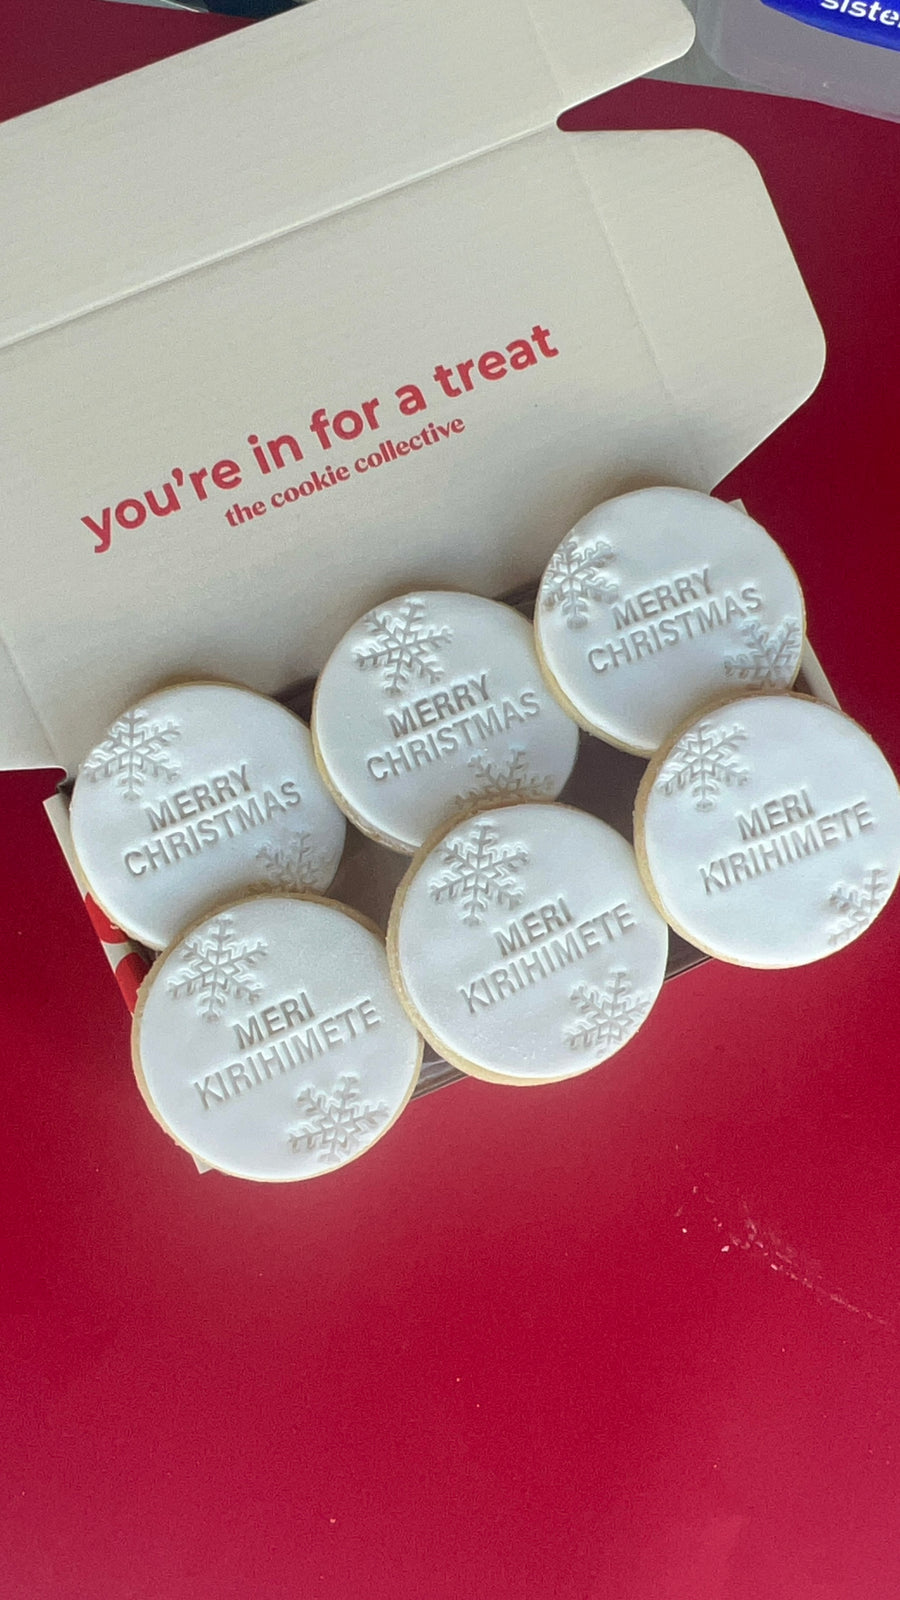 siste
you're in for a treat
the cookie collective
MERRY
CHRISTMAS
MERRY
CHRISTMAS
MERRY
CHRISTMAS
MERI
KIRIHIMETE
MERI
KIRIHIMETE
MERI
KIRIHIMETE